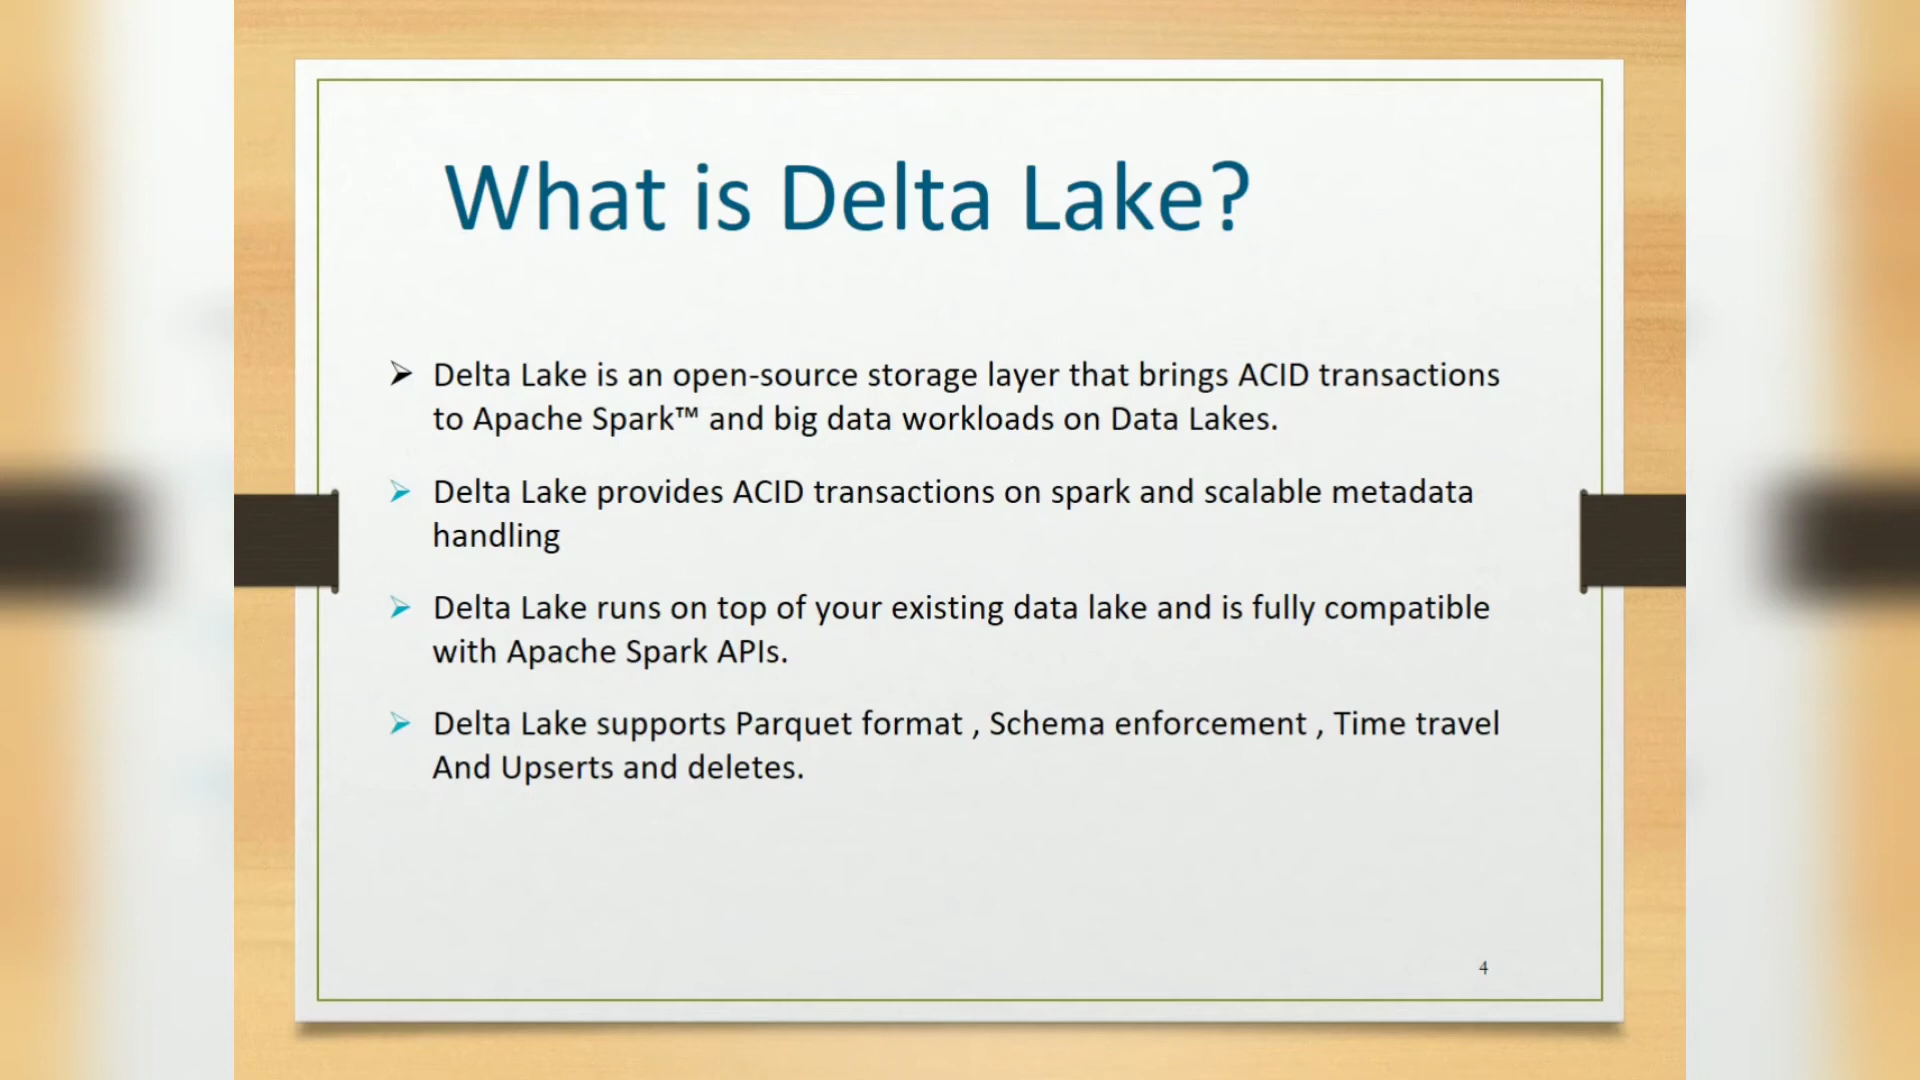 What is Delta Lake?
➢ Delta Lake is an open-source storage layer that brings ACID transactions
to Apache Spark™ and big data workloads on Data Lakes.
➢ Delta Lake provides ACID transactions on spark and scalable metadata
handling
➢ Delta Lake runs on top of your existing data lake and is fully compatible
with Apache Spark APIs.
➢ Delta Lake supports Parquet format , Schema enforcement , Time travel
And Upserts and deletes.
4